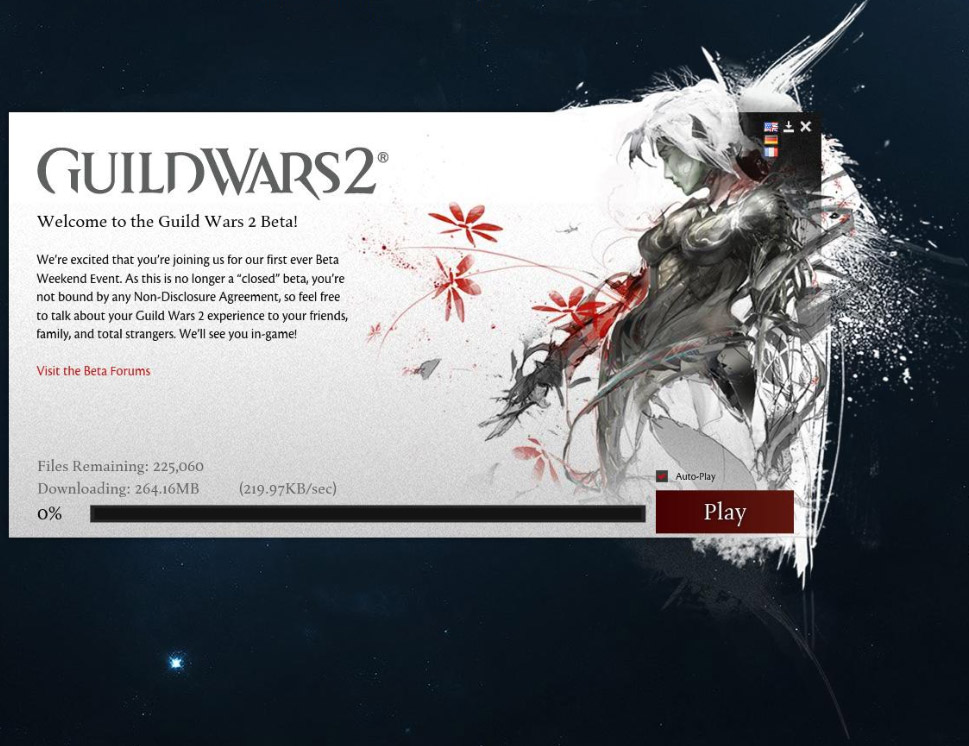 GUILDWARS2®
Welcome to the Guild Wars 2 Beta!
We're excited that you're joining us for our first ever Beta
Weekend Event. As this is no longer a "closed" beta, you're
not bound by any Non-Disclosure Agreement, so feel free
to talk about your Guild Wars 2 experience to your friends,
family, and total strangers. We'll see you in-game!
Visit the Beta Forums
Files Remaining: 225,060
Downloading: 264.16MB (219.97KB/sec)
Auto-Play
0%
Play